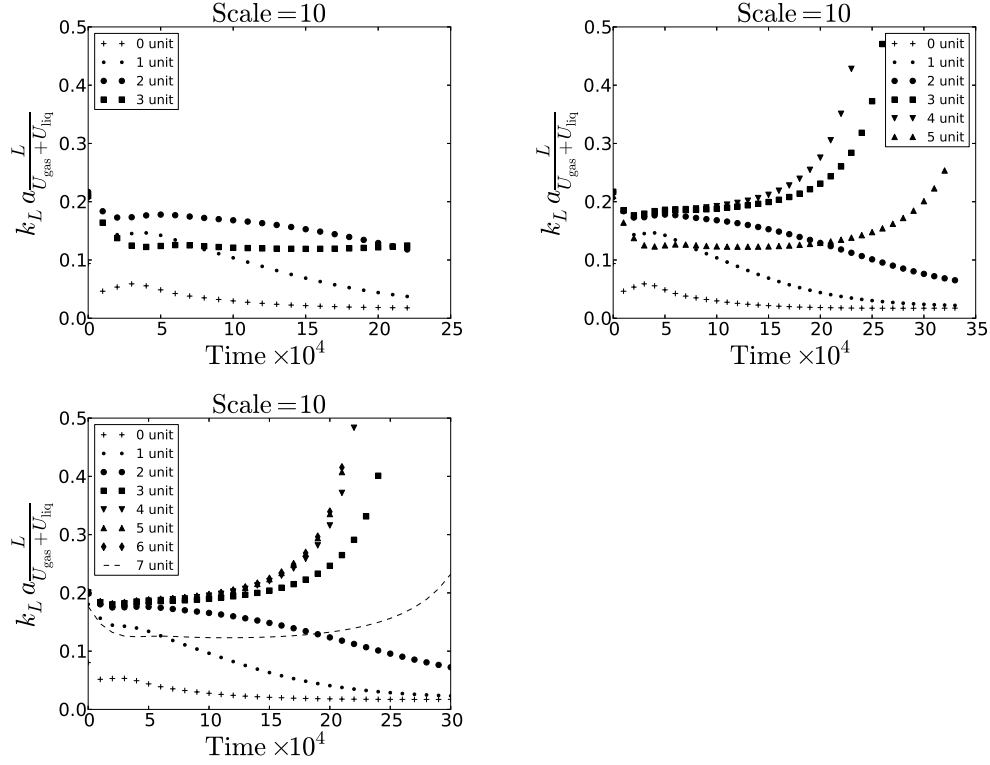 Scale = 10
0.5
0.4
0.3
0.2
0.1
0.0
0 unit
1 unit
2 unit
3 unit
k_L a L / U_gas + U_liq
0 5 10 15 20 25
Time ×10^4
Scale = 10
0.5
0.4
0.3
0.2
0.1
0.0
0 unit
1 unit
2 unit
3 unit
4 unit
5 unit
k_L a L / U_gas + U_liq
0 5 10 15 20 25 30 35
Time ×10^4
Scale = 10
0.5
0.4
0.3
0.2
0.1
0.0
0 unit
1 unit
2 unit
3 unit
4 unit
5 unit
6 unit
7 unit
k_L a L / U_gas + U_liq
0 5 10 15 20 25 30
Time ×10^4